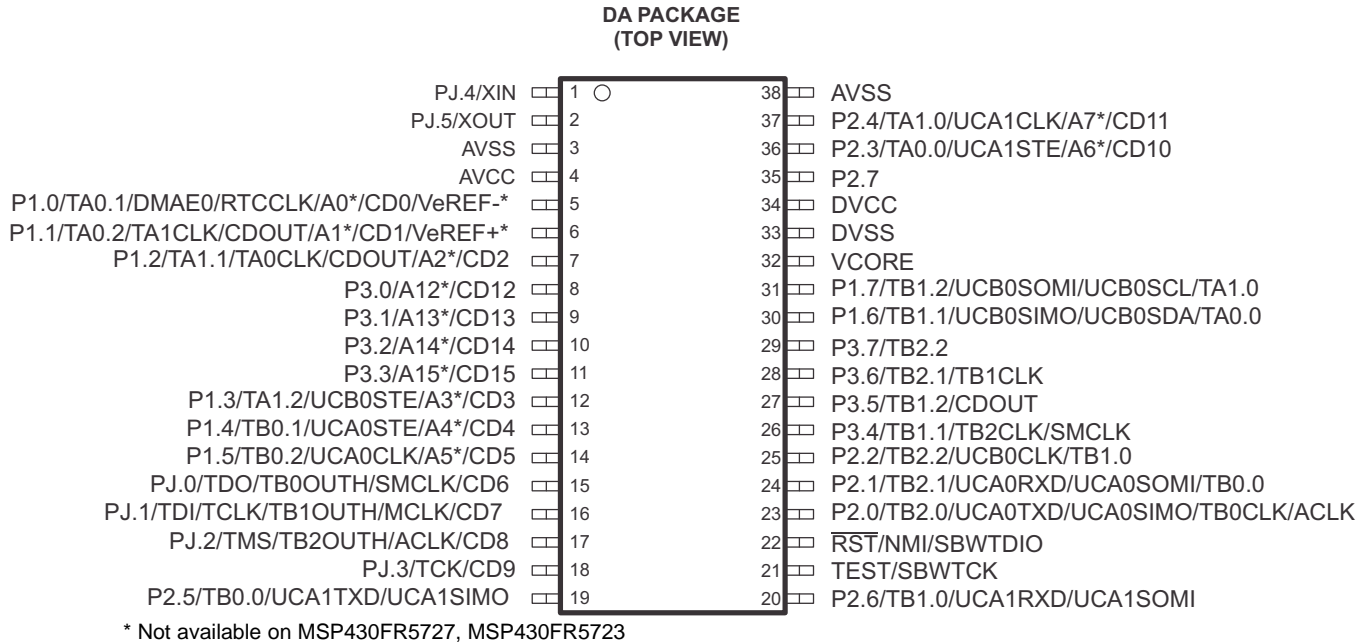 DA PACKAGE
(TOP VIEW)
PJ.4/XIN 1 38 AVSS
PJ.5/XOUT 2 37 P2.4/TA1.0/UCA1CLK/A7*/CD11
AVSS 3 36 P2.3/TA0.0/UCA1STE/A6*/CD10
AVCC 4 35 P2.7
P1.0/TA0.1/DMAE0/RTCCLK/A0*/CD0/VeREF-* 5 34 DVCC
P1.1/TA0.2/TA1CLK/CDOUT/A1*/CD1/VeREF+* 6 33 DVSS
P1.2/TA1.1/TA0CLK/CDOUT/A2*/CD2 7 32 VCORE
P3.0/A12*/CD12 8 31 P1.7/TB1.2/UCB0SOMI/UCB0SCL/TA1.0
P3.1/A13*/CD13 9 30 P1.6/TB1.1/UCB0SIMO/UCB0SDA/TA0.0
P3.2/A14*/CD14 10 29 P3.7/TB2.2
P3.3/A15*/CD15 11 28 P3.6/TB2.1/TB1CLK
P1.3/TA1.2/UCB0STE/A3*/CD3 12 27 P3.5/TB1.2/CDOUT
P1.4/TB0.1/UCA0STE/A4*/CD4 13 26 P3.4/TB1.1/TB2CLK/SMCLK
P1.5/TB0.2/UCA0CLK/A5*/CD5 14 25 P2.2/TB2.2/UCB0CLK/TB1.0
PJ.0/TDO/TB0OUTH/SMCLK/CD6 15 24 P2.1/TB2.1/UCA0RXD/UCA0SOMI/TB0.0
PJ.1/TDI/TCLK/TB1OUTH/MCLK/CD7 16 23 P2.0/TB2.0/UCA0TXD/UCA0SIMO/TB0CLK/ACLK
PJ.2/TMS/TB2OUTH/ACLK/CD8 17 22 RST/NMI/SBWTDIO
PJ.3/TCK/CD9 18 21 TEST/SBWTCK
P2.5/TB0.0/UCA1TXD/UCA1SIMO 19 20 P2.6/TB1.0/UCA1RXD/UCA1SOMI
* Not available on MSP430FR5727, MSP430FR5723